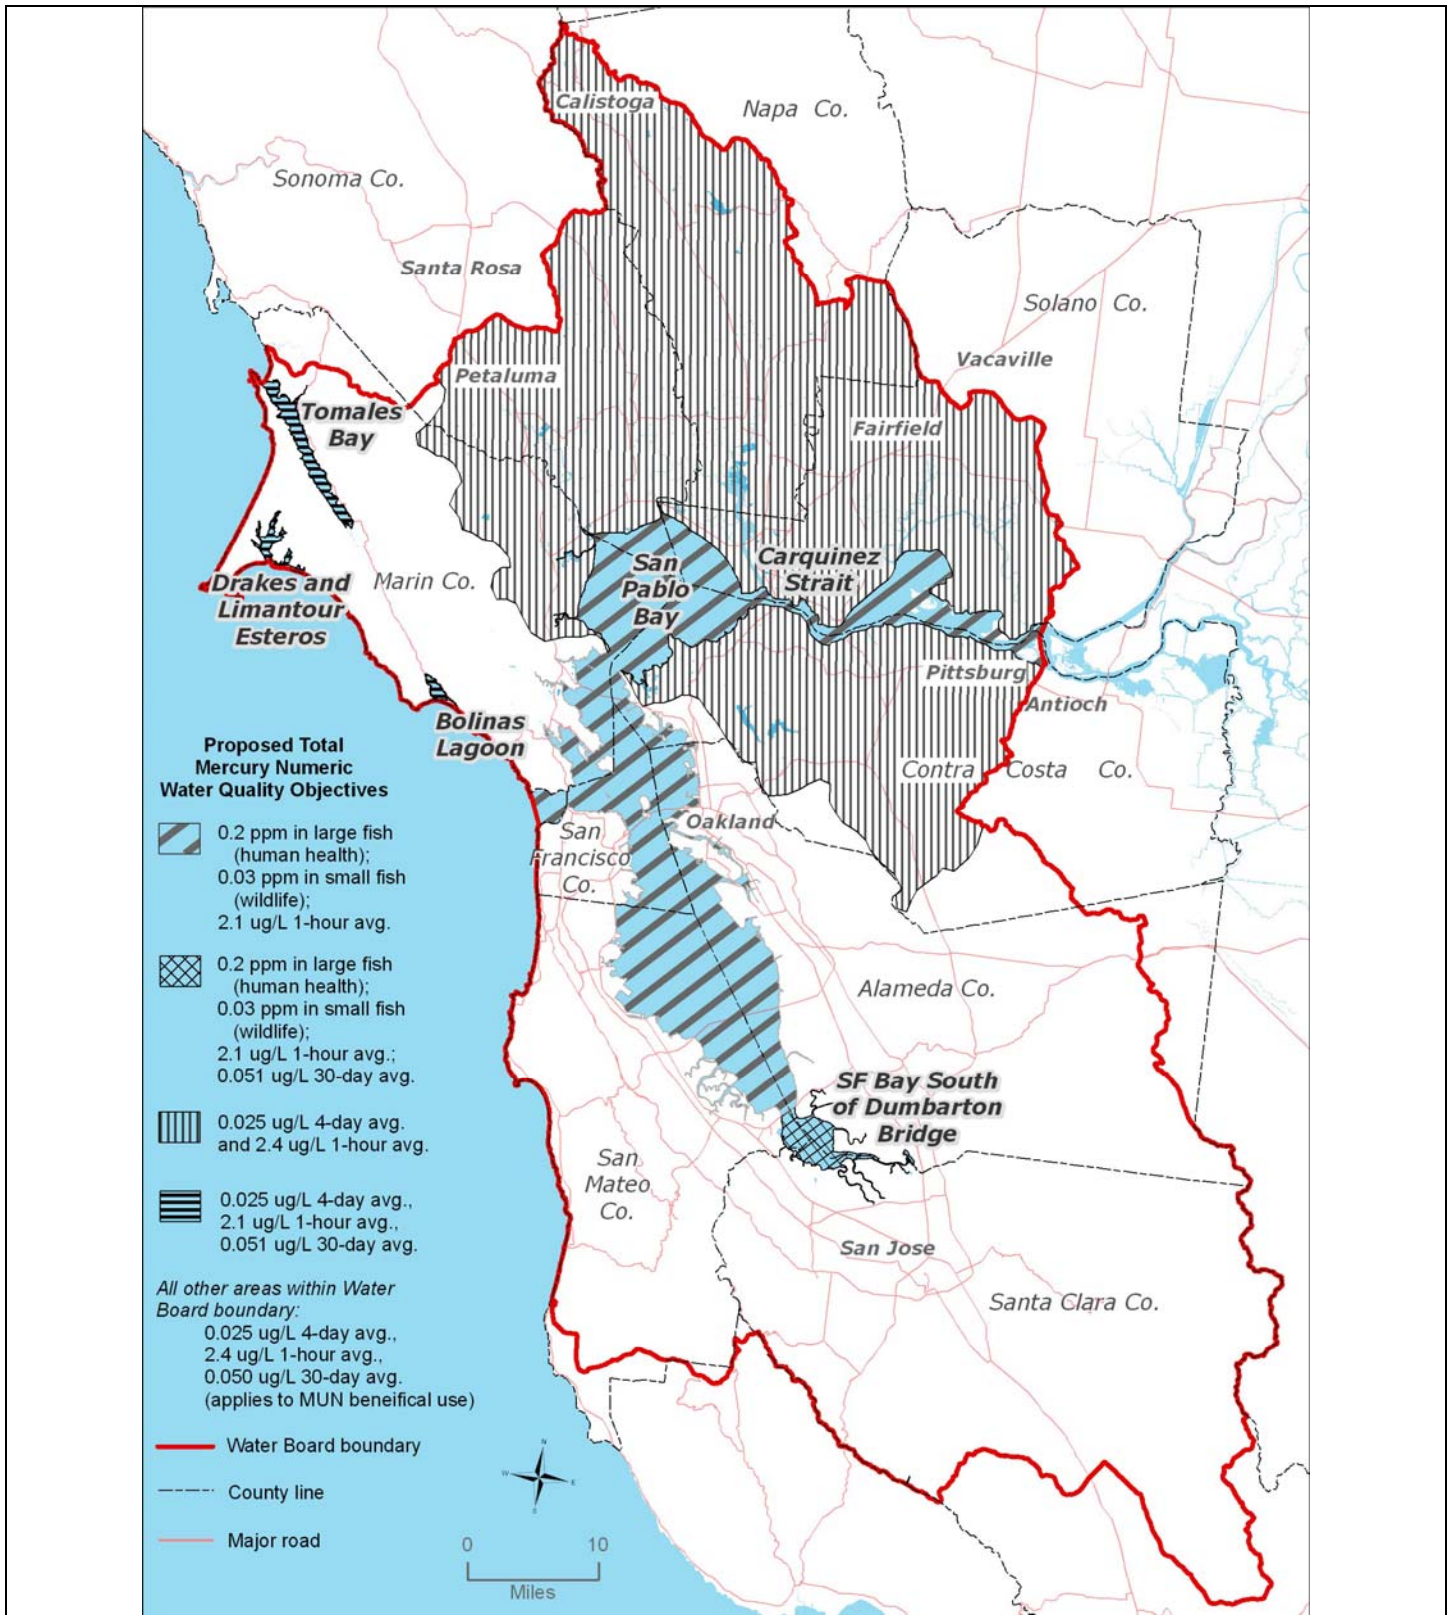 Calistoga
Napa Co.
Sonoma Co.
Santa Rosa
Solano Co.
Vacaville
Petaluma
Tomales
Bay
Fairfield
San
Pablo
Bay
Carquinez
Strait
Drakes and
Limantour
Esteros
Marin Co.
Pittsburg
Antioch
Bolinas
Lagoon
Contra Costa Co.
Oakland
San
Francisco
Co.
Alameda Co.
SF Bay South
of Dumbarton
Bridge
San
Mateo
Co.
San Jose
Santa Clara Co.
Proposed Total
Mercury Numeric
Water Quality Objectives
0.2 ppm in large fish
(human health);
0.03 ppm in small fish
(wildlife);
2.1 ug/L 1-hour avg.
0.2 ppm in large fish
(human health);
0.03 ppm in small fish
(wildlife);
2.1 ug/L 1-hour avg.;
0.051 ug/L 30-day avg.
0.025 ug/L 4-day avg.
and 2.4 ug/L 1-hour avg.
0.025 ug/L 4-day avg.,
2.1 ug/L 1-hour avg.,
0.051 ug/L 30-day avg.
All other areas within Water
Board boundary:
0.025 ug/L 4-day avg.,
2.4 ug/L 1-hour avg.,
0.050 ug/L 30-day avg.
(applies to MUN beneifical use)
Water Board boundary
County line
Major road
N
W
E
S
0 10
Miles